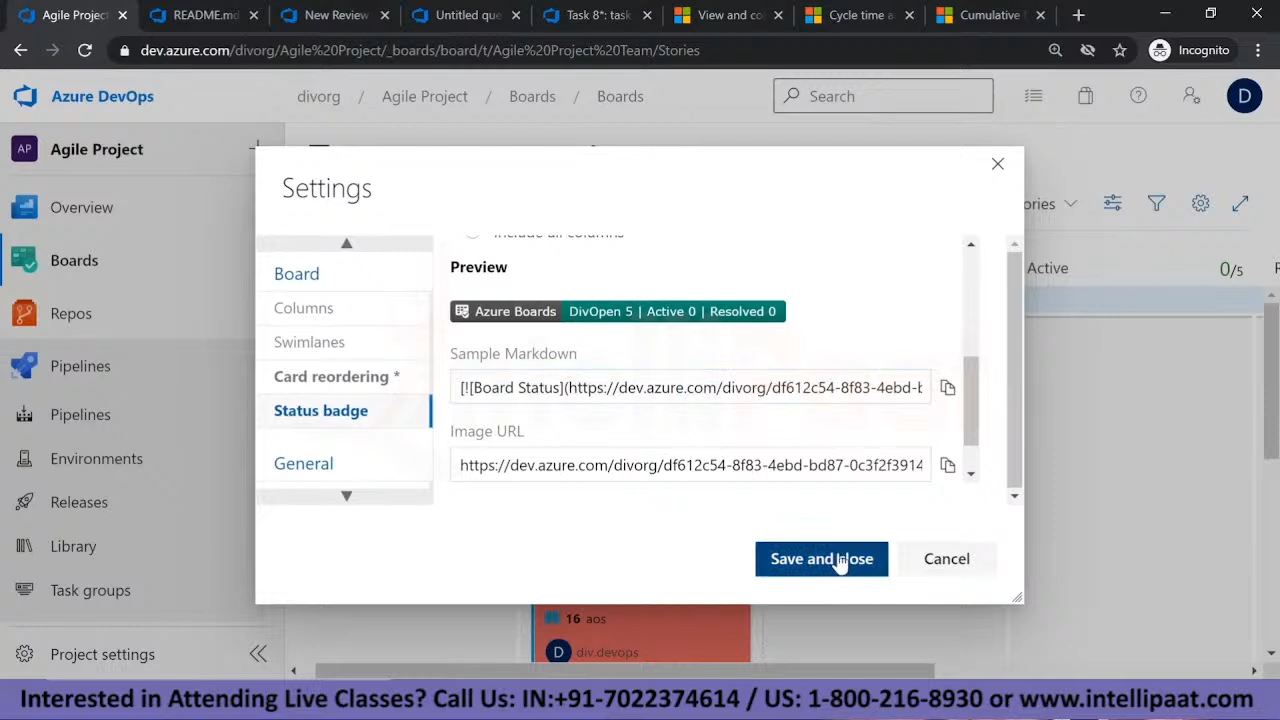 Agile Proje
README.md
New Review
Untitled que
Task 8*: task
View and co
Cycle time a
Cumulative
dev.azure.com/divorg/Agile%20Project/_boards/board/t/Agile%20Project%20Team/Stories
Incognito
Azure DevOps
divorg / Agile Project / Boards / Boards
Search
D
AP Agile Project
Overview
Boards
Repos
Pipelines
Pipelines
Environments
Releases
Library
Task groups
Project settings
ories
Active 0/5
Settings
Board
Columns
Swimlanes
Card reordering *
Status badge
General
Include all columns
Preview
Azure Boards DivOpen 5 | Active 0 | Resolved 0
Sample Markdown
[![Board Status](https://dev.azure.com/divorg/df612c54-8f83-4ebd-b
Image URL
https://dev.azure.com/divorg/df612c54-8f83-4ebd-bd87-0c3f2f3914
Save and close
Cancel
16 aos
D div.devops
Interested in Attending Live Classes? Call Us: IN:+91-7022374614 / US: 1-800-216-8930 or www.intellipaat.com